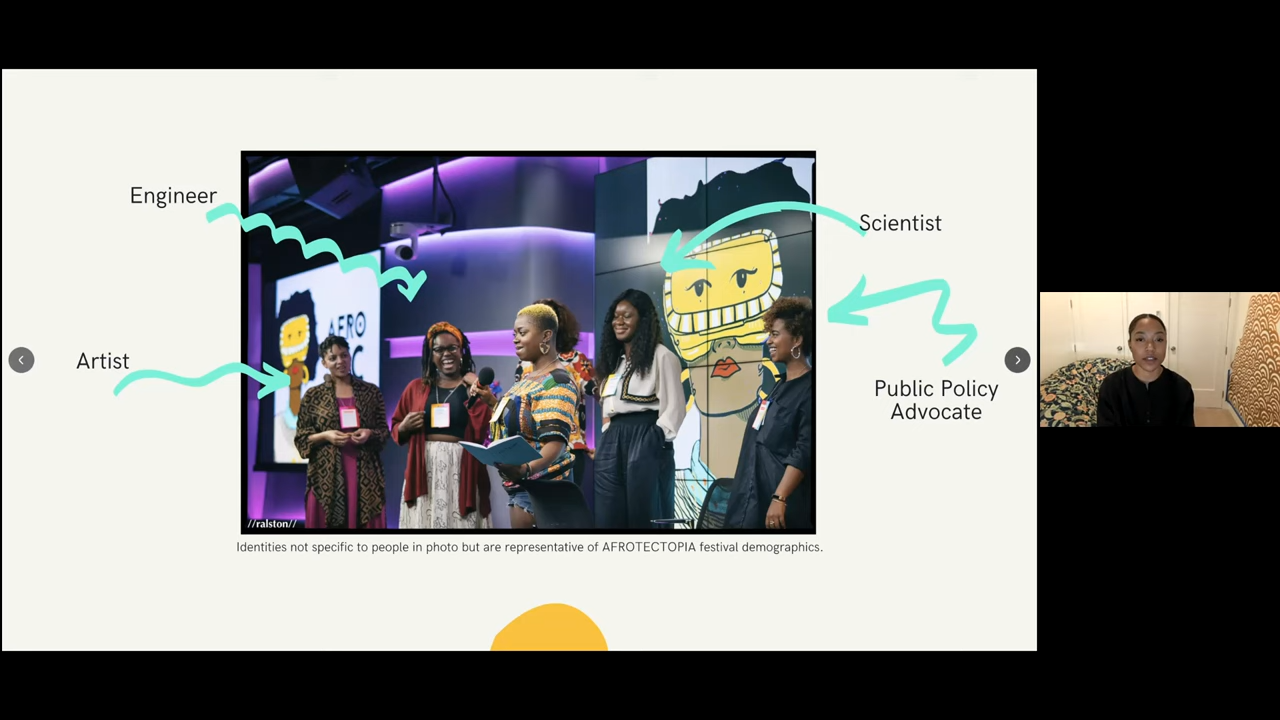 Engineer
Scientist
Artist
Public Policy
Advocate
AFRO
//ralston//
Identities not specific to people in photo but are representative of AFROTECTOPIA festival demographics.